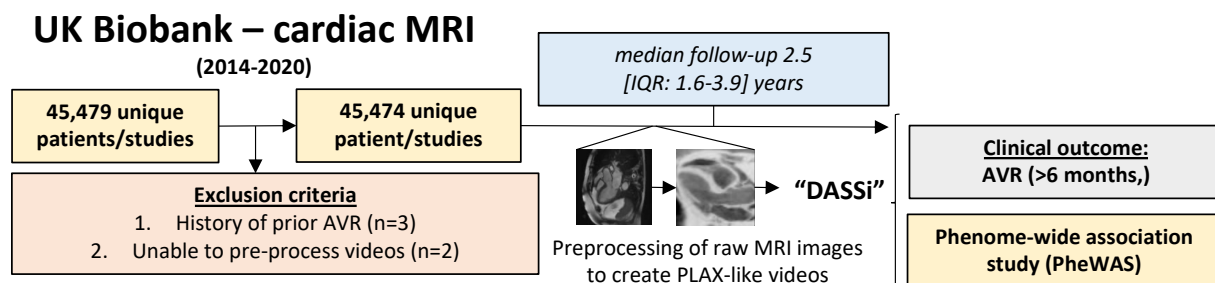 UK Biobank – cardiac MRI
(2014-2020)
median follow-up 2.5
[IQR: 1.6-3.9] years
45,479 unique
patients/studies
45,474 unique
patient/studies
Exclusion criteria
1. History of prior AVR (n=3)
2. Unable to pre-process videos (n=2)
“DASSi”
Preprocessing of raw MRI images
to create PLAX-like videos
Clinical outcome:
AVR (>6 months,)
Phenome-wide association
study (PheWAS)